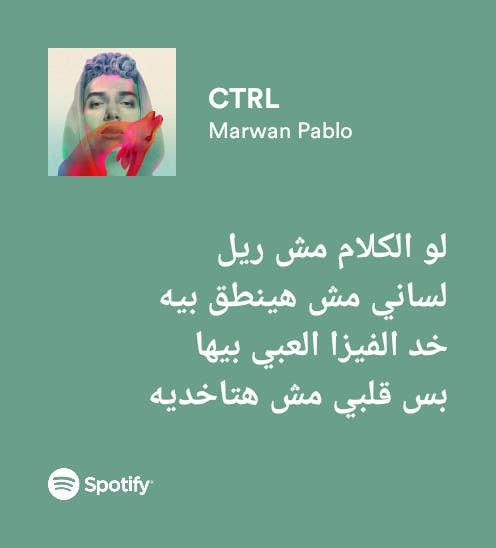 CTRL
Marwan Pablo
لو الكلام مش ريل
لساني مش هينطق بيه
خد الفيزا العبي بيها
بس قلبي مش هتاخديه
Spotify